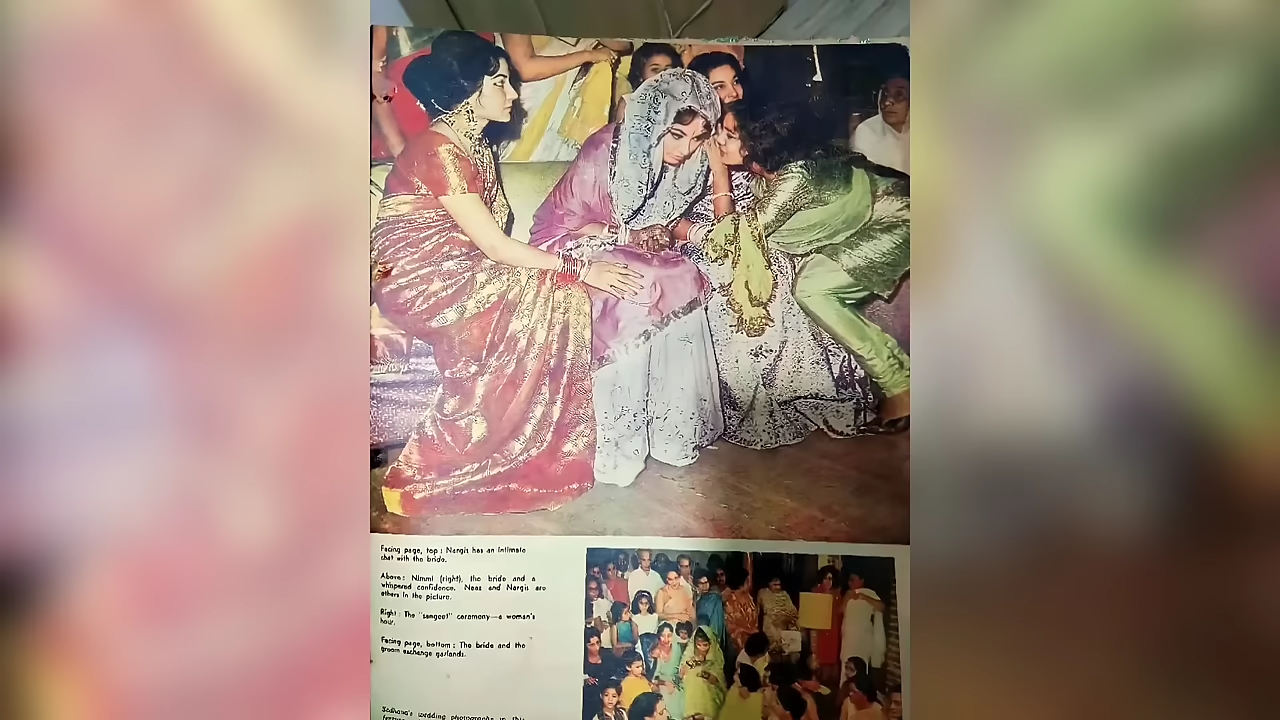 Facing page, top : Nargis has an intimate
chat with the bride.
Above : Nimmi (right), the bride and a
whispered confidence. Naaz and Nargis are
others in the picture.
Right : The "sangeet" ceremony—a woman's
hour.
Facing page, bottom : The bride and the
groom exchange garlands.
Sadhana's wedding photographs in this